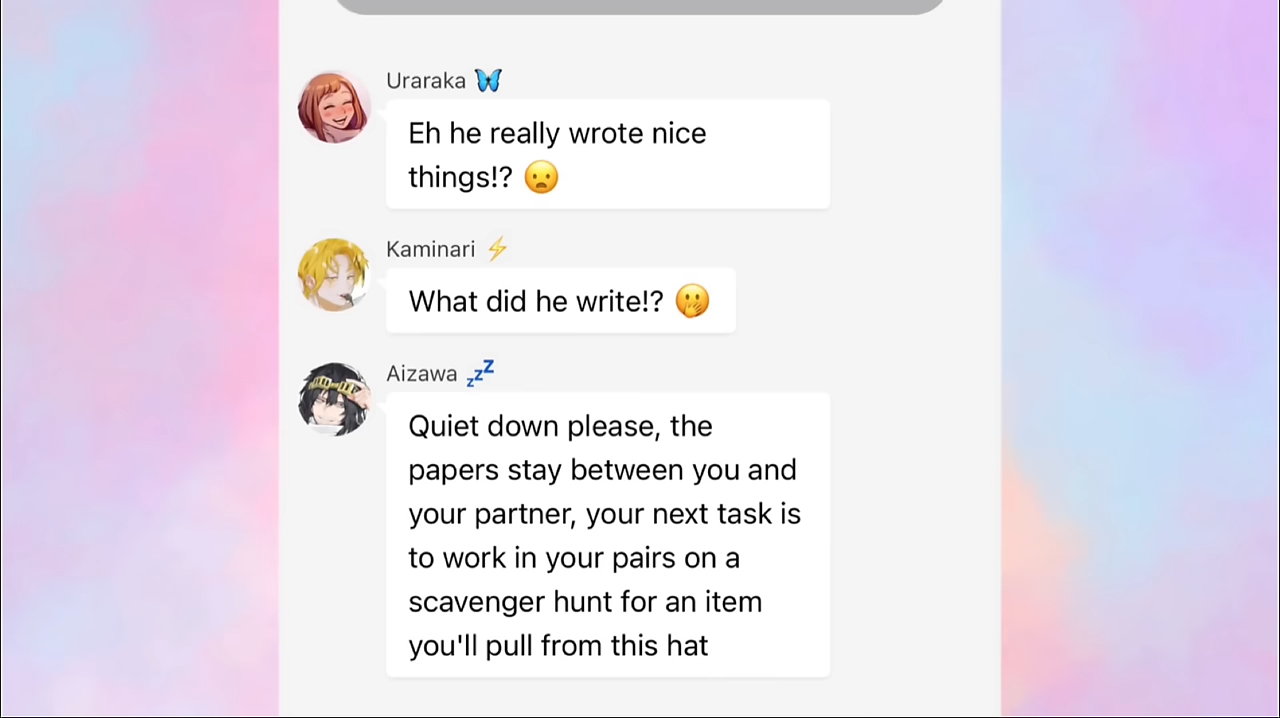 Uraraka 🦋
Eh he really wrote nice
things!? 😦
Kaminari ⚡
What did he write!? 🫢
Aizawa 💤
Quiet down please, the
papers stay between you and
your partner, your next task is
to work in your pairs on a
scavenger hunt for an item
you'll pull from this hat